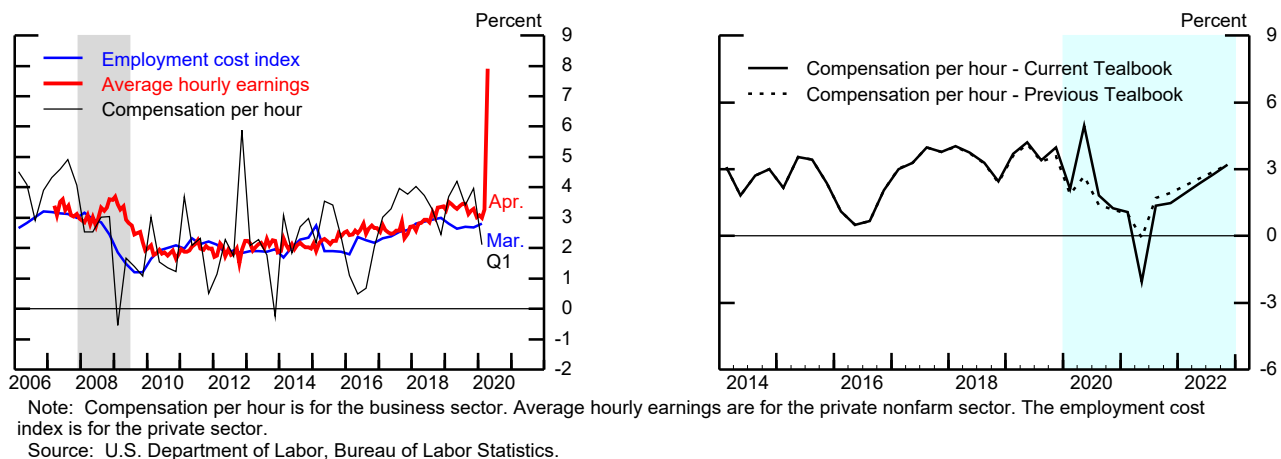 Percent
9
8
7
6
5
4
3
2
1
0
-1
-2
Employment cost index
Average hourly earnings
Compensation per hour
Apr.
Mar.
Q1
2006 2008 2010 2012 2014 2016 2018 2020
Percent
9
6
3
0
-3
-6
Compensation per hour - Current Tealbook
Compensation per hour - Previous Tealbook
2014 2016 2018 2020 2022
Note: Compensation per hour is for the business sector. Average hourly earnings are for the private nonfarm sector. The employment cost
index is for the private sector.
Source: U.S. Department of Labor, Bureau of Labor Statistics.